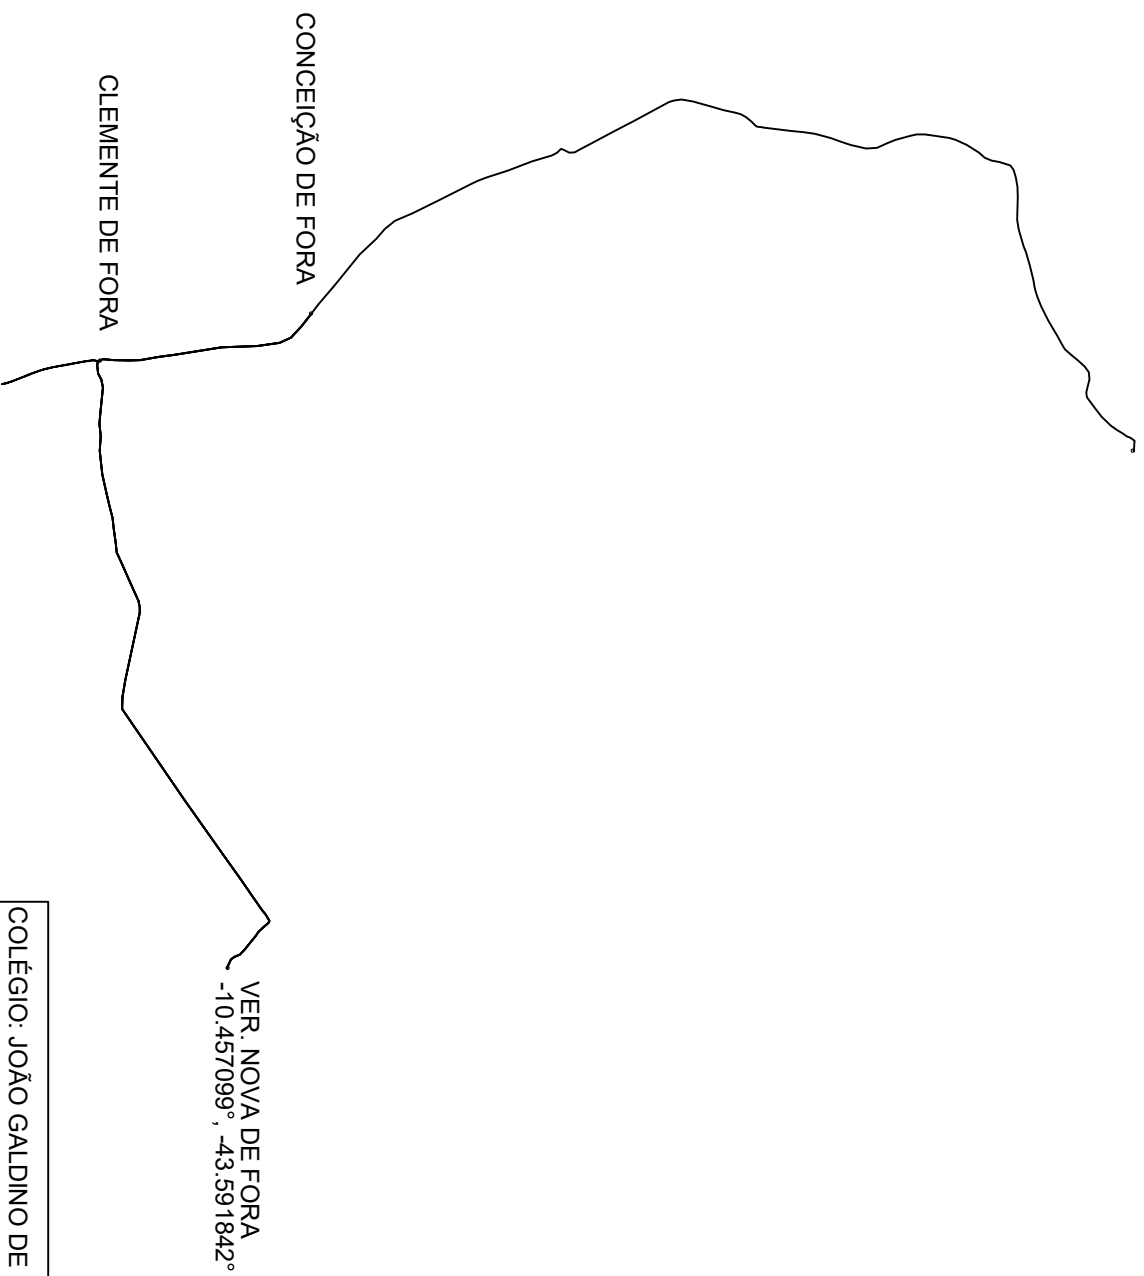 CONCEIÇÃO DE FORA
CLEMENTE DE FORA
VER. NOVA DE FORA
-10.457099°, -43.591842°
COLÉGIO: JOÃO GALDINO DE